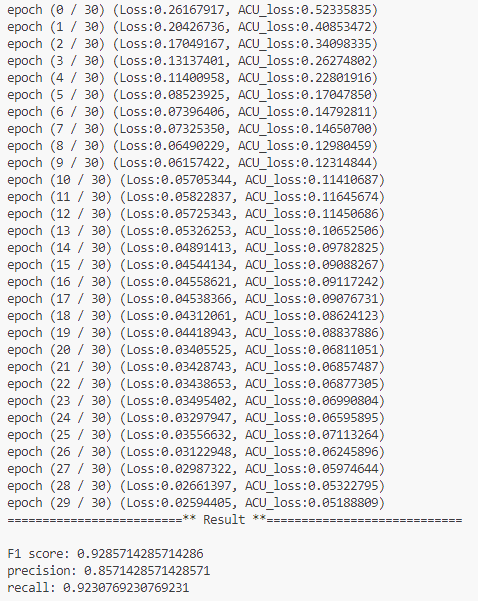 epoch (0 / 30) (Loss:0.26167917, ACU_loss:0.52335835)
epoch (1 / 30) (Loss:0.20426736, ACU_loss:0.40853472)
epoch (2 / 30) (Loss:0.17049167, ACU_loss:0.34098335)
epoch (3 / 30) (Loss:0.13137401, ACU_loss:0.26274802)
epoch (4 / 30) (Loss:0.11400958, ACU_loss:0.22801916)
epoch (5 / 30) (Loss:0.08523925, ACU_loss:0.17047850)
epoch (6 / 30) (Loss:0.07396406, ACU_loss:0.14792811)
epoch (7 / 30) (Loss:0.07325350, ACU_loss:0.14650700)
epoch (8 / 30) (Loss:0.06490229, ACU_loss:0.12980459)
epoch (9 / 30) (Loss:0.06157422, ACU_loss:0.12314844)
epoch (10 / 30) (Loss:0.05705344, ACU_loss:0.11410687)
epoch (11 / 30) (Loss:0.05822837, ACU_loss:0.11645674)
epoch (12 / 30) (Loss:0.05725343, ACU_loss:0.11450686)
epoch (13 / 30) (Loss:0.05326253, ACU_loss:0.10652506)
epoch (14 / 30) (Loss:0.04891413, ACU_loss:0.09782825)
epoch (15 / 30) (Loss:0.04544134, ACU_loss:0.09088267)
epoch (16 / 30) (Loss:0.04558621, ACU_loss:0.09117242)
epoch (17 / 30) (Loss:0.04538366, ACU_loss:0.09076731)
epoch (18 / 30) (Loss:0.04312061, ACU_loss:0.08624123)
epoch (19 / 30) (Loss:0.04418943, ACU_loss:0.08837886)
epoch (20 / 30) (Loss:0.03405525, ACU_loss:0.06811051)
epoch (21 / 30) (Loss:0.03428743, ACU_loss:0.06857487)
epoch (22 / 30) (Loss:0.03438653, ACU_loss:0.06877305)
epoch (23 / 30) (Loss:0.03495402, ACU_loss:0.06990804)
epoch (24 / 30) (Loss:0.03297947, ACU_loss:0.06595895)
epoch (25 / 30) (Loss:0.03556632, ACU_loss:0.07113264)
epoch (26 / 30) (Loss:0.03122948, ACU_loss:0.06245896)
epoch (27 / 30) (Loss:0.02987322, ACU_loss:0.05974644)
epoch (28 / 30) (Loss:0.02661397, ACU_loss:0.05322795)
epoch (29 / 30) (Loss:0.02594405, ACU_loss:0.05188809)
=========================** Result **============================
F1 score: 0.9285714285714286
precision: 0.8571428571428571
recall: 0.9230769230769231